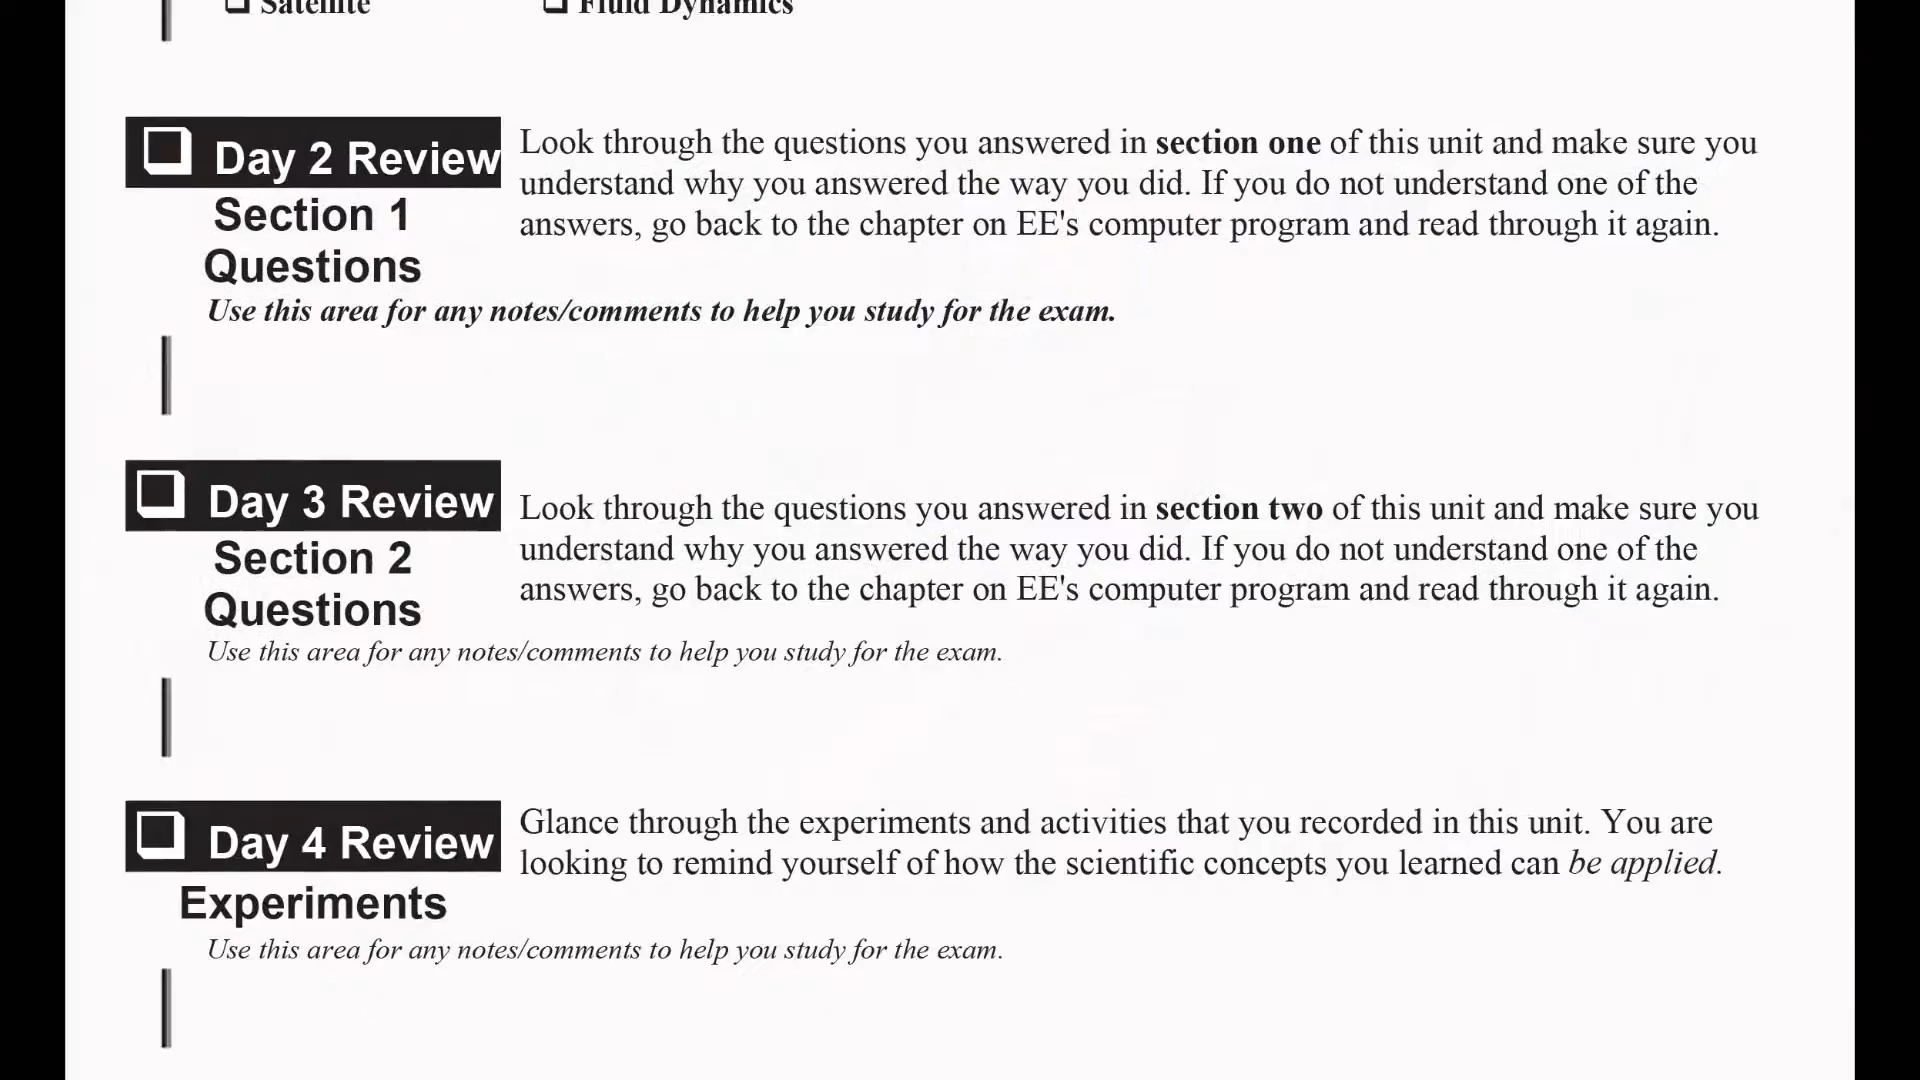 Satellite Fluid Dynamics
Day 2 Review
Section 1
Questions
Look through the questions you answered in section one of this unit and make sure you
understand why you answered the way you did. If you do not understand one of the
answers, go back to the chapter on EE's computer program and read through it again.
Use this area for any notes/comments to help you study for the exam.
Day 3 Review
Section 2
Questions
Look through the questions you answered in section two of this unit and make sure you
understand why you answered the way you did. If you do not understand one of the
answers, go back to the chapter on EE's computer program and read through it again.
Use this area for any notes/comments to help you study for the exam.
Day 4 Review
Experiments
Glance through the experiments and activities that you recorded in this unit. You are
looking to remind yourself of how the scientific concepts you learned can be applied.
Use this area for any notes/comments to help you study for the exam.